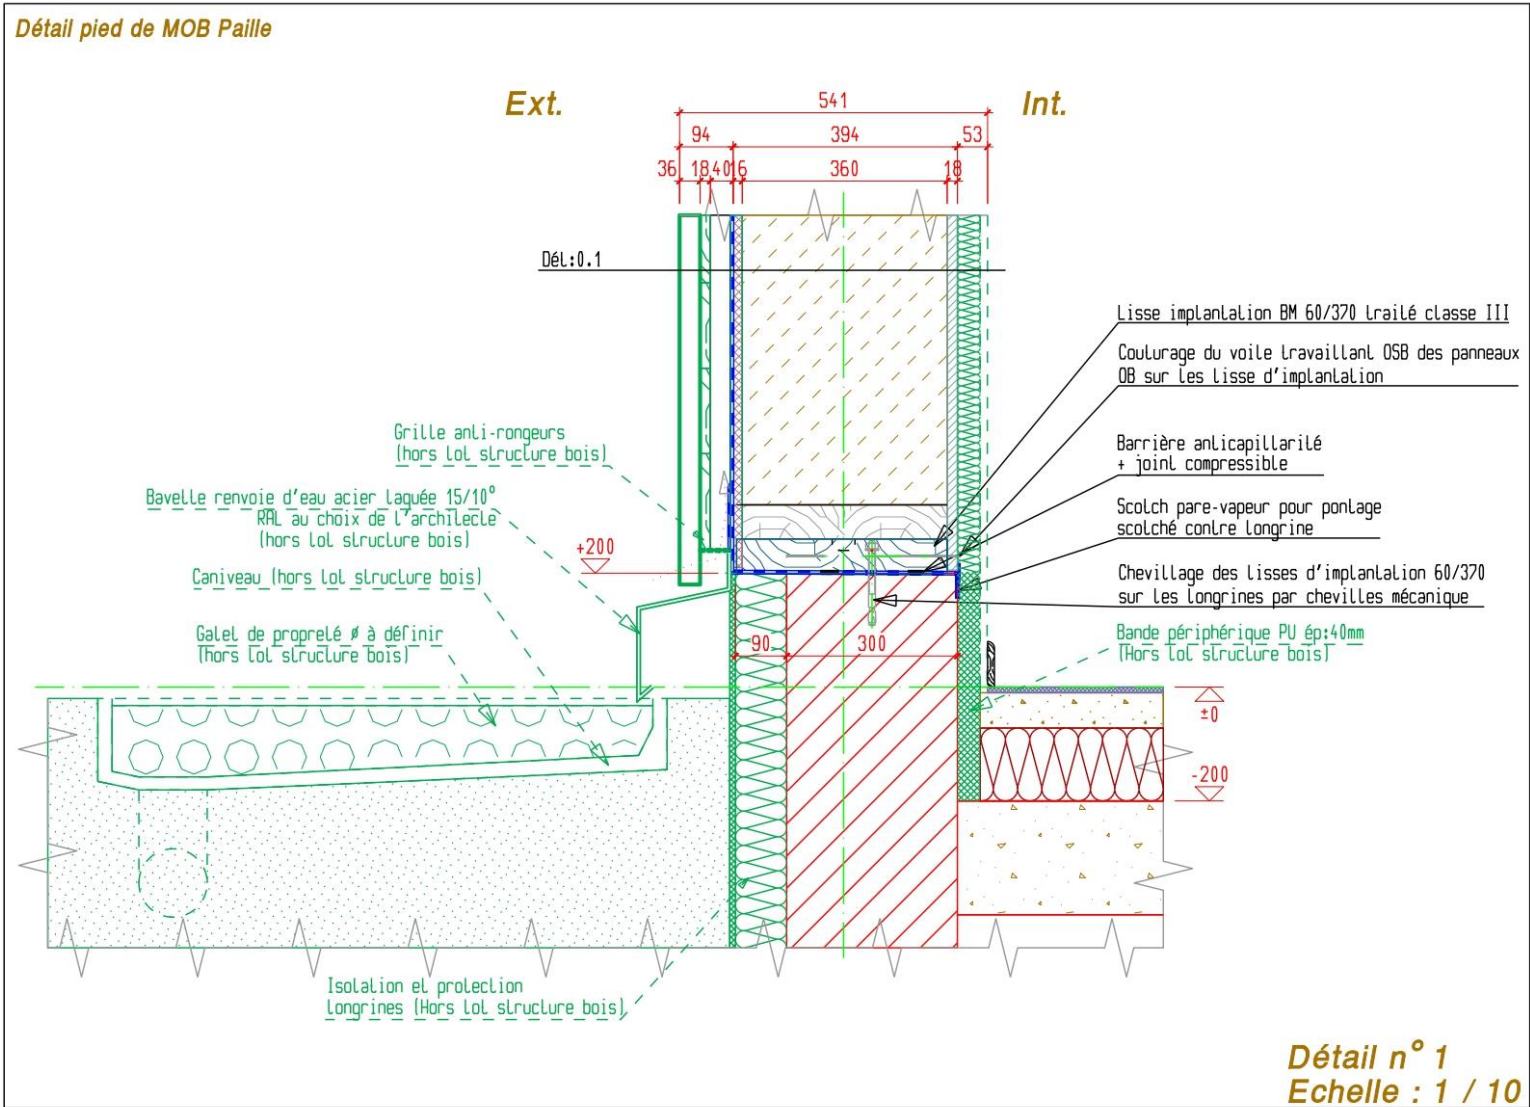 Détail pied de MOB Paille
Ext.
Int.
541
94
394
53
36
18
40
16
360
18
Dét:0.1
Lisse implantation BM 60/370 traité classe III
Couturage du voile travaillant OSB des panneaux
OB sur les lisse d'implantation
Barrière anticapillarité
+ joint compressible
Scotch pare-vapeur pour pontage
scotché contre longrine
Chevillage des lisses d'implantation 60/370
sur les longrines par chevilles mécanique
Bande périphérique PU ép:40mm
(Hors lot structure bois)
Grille anti-rongeurs
(hors lot structure bois)
Bavette renvoie d'eau acier laquée 15/10°
RAL au choix de l'architecte
(hors lot structure bois)
+200
Caniveau (hors lot structure bois)
Galet de propreté ø à définir
(hors lot structure bois)
90
300
±0
-200
Isolation et protection
longrines (Hors lot structure bois)
Détail n° 1
Echelle : 1 / 10